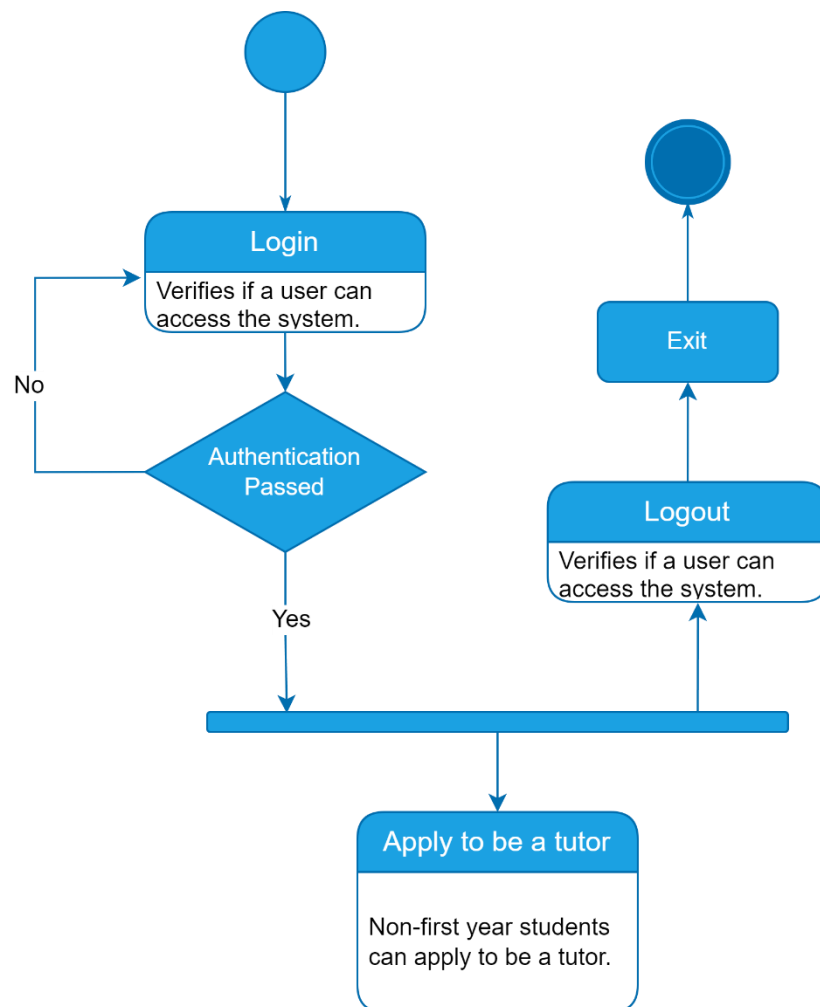 Login
Verifies if a user can
access the system.
No
Authentication
Passed
Yes
Exit
Logout
Verifies if a user can
access the system.
Apply to be a tutor
Non-first year students
can apply to be a tutor.